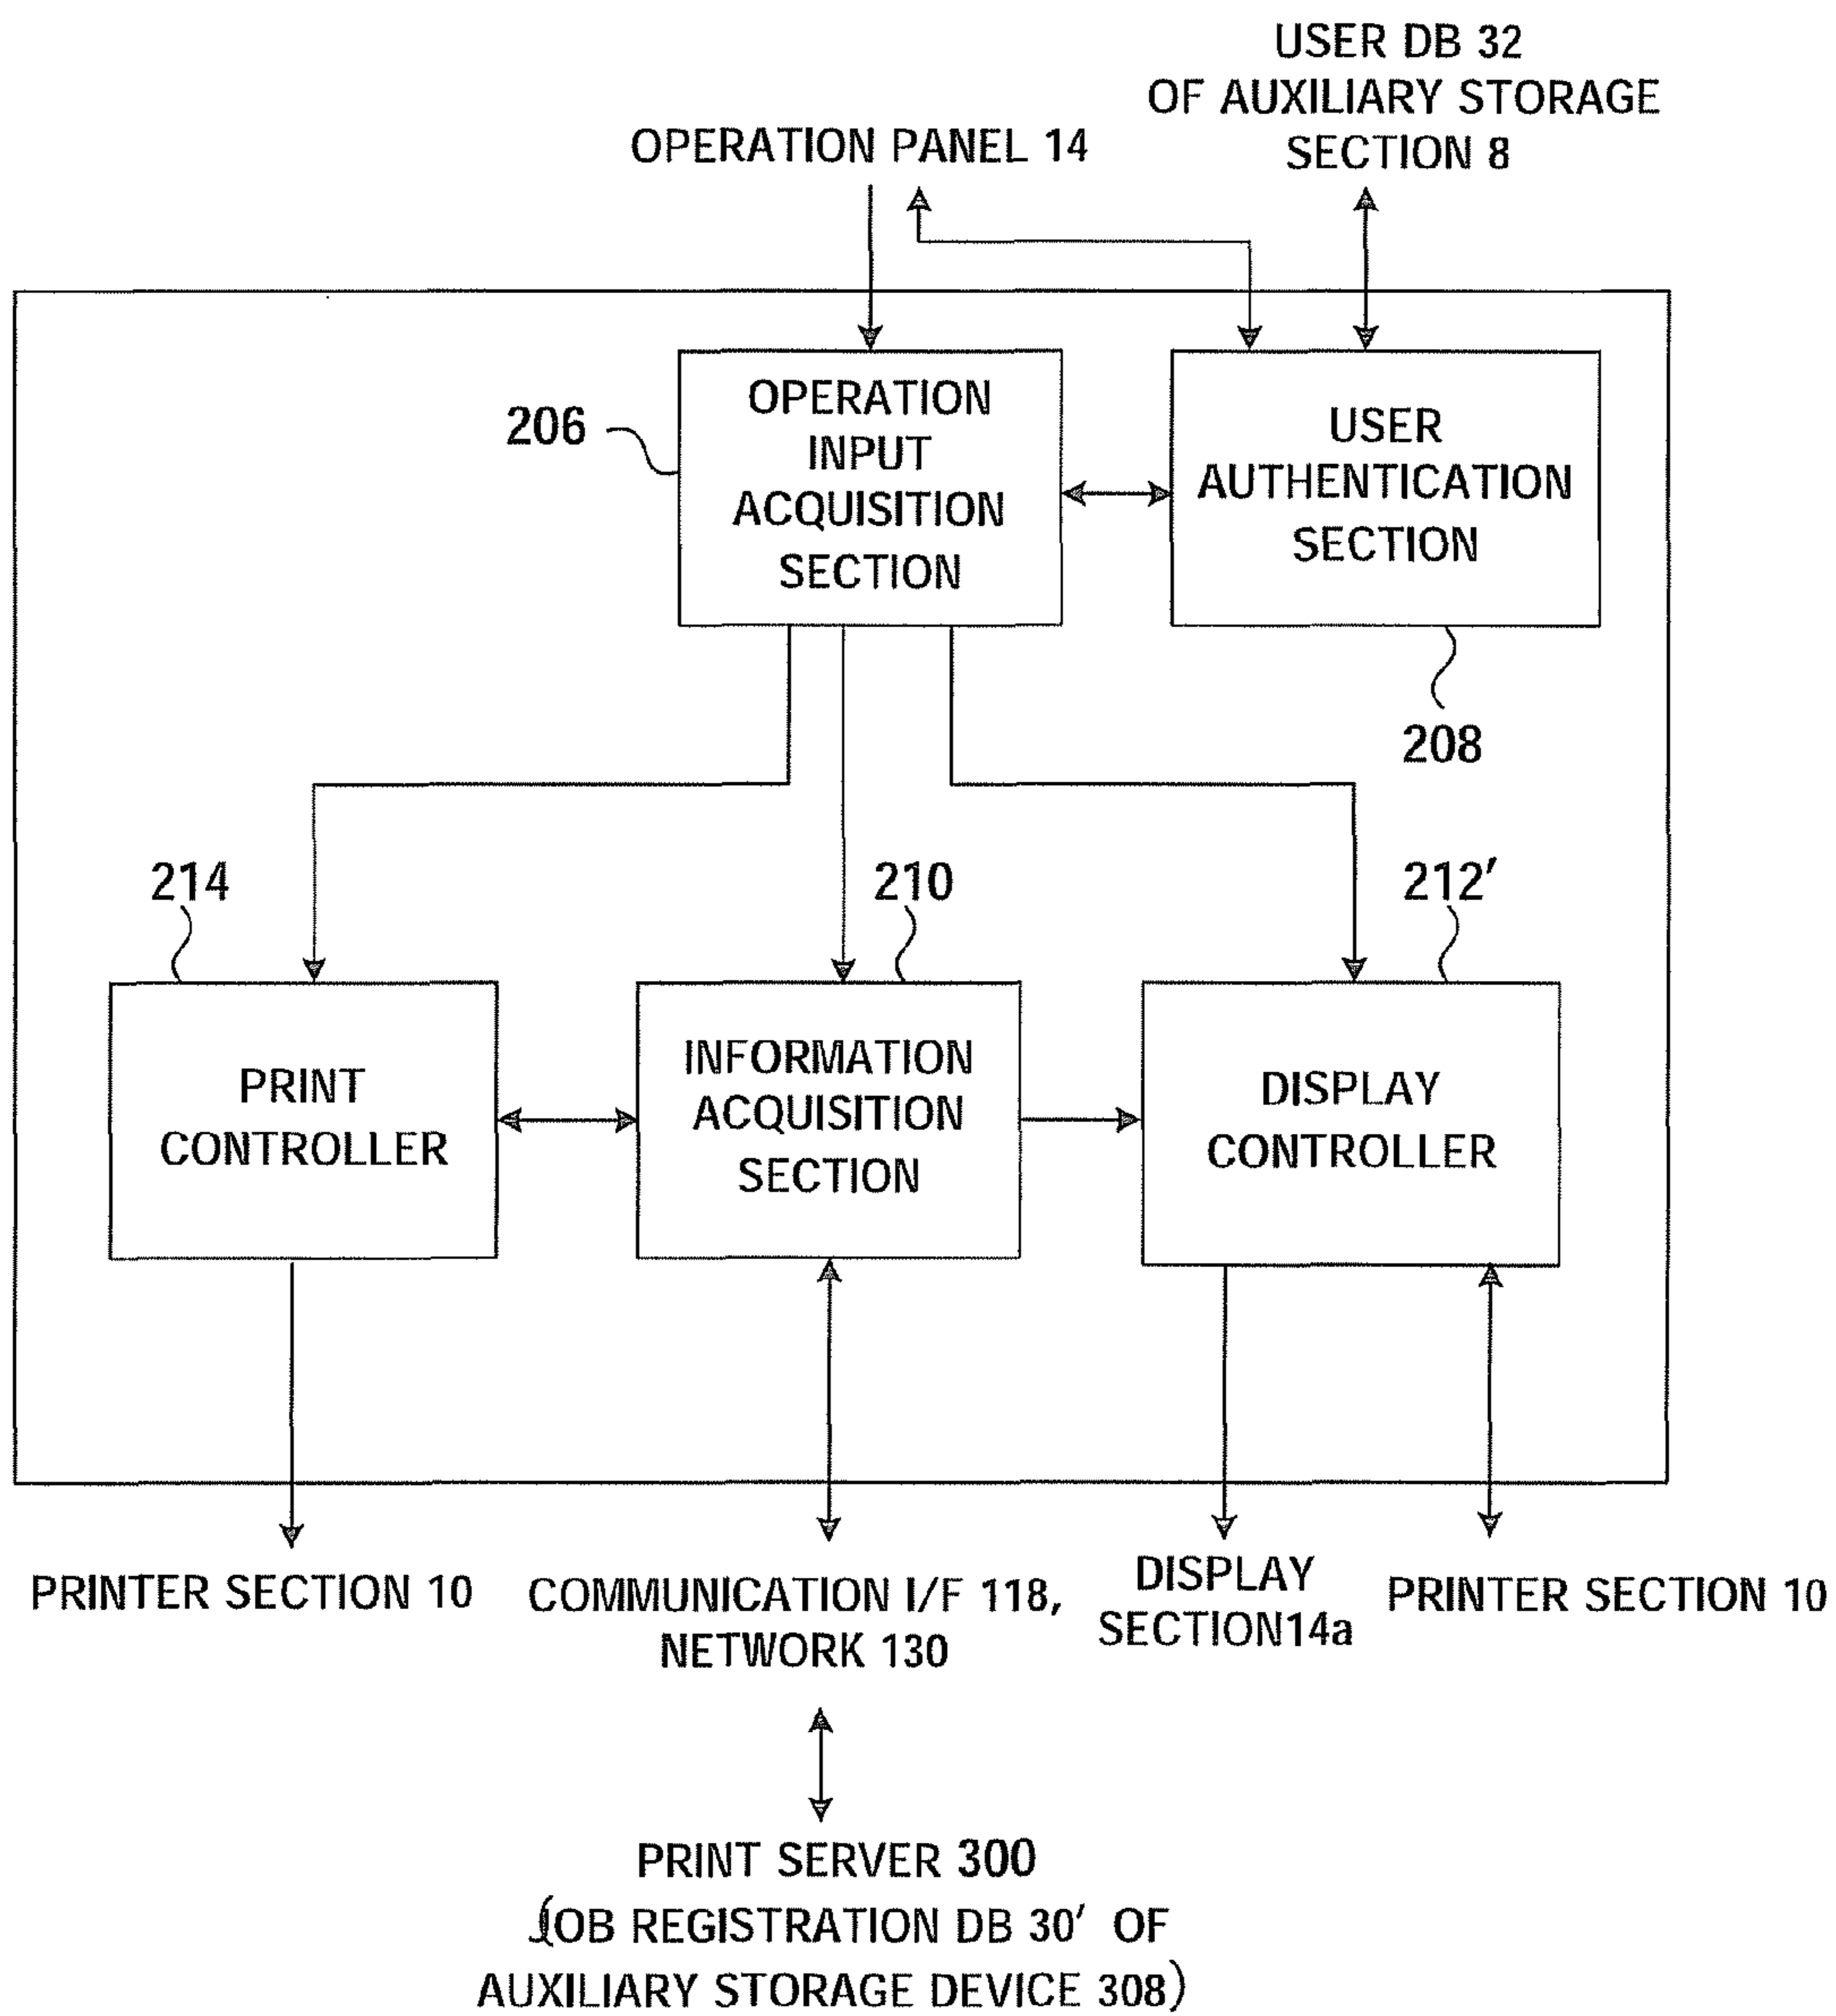 USER DB 32
OF AUXILIARY STORAGE
SECTION 8
OPERATION PANEL 14
206
OPERATION
INPUT
ACQUISITION
SECTION
USER
AUTHENTICATION
SECTION
208
214
210
212'
PRINT
CONTROLLER
INFORMATION
ACQUISITION
SECTION
DISPLAY
CONTROLLER
PRINTER SECTION 10
COMMUNICATION I/F 118,
NETWORK 130
DISPLAY
SECTION14a
PRINTER SECTION 10
PRINT SERVER 300
(JOB REGISTRATION DB 30' OF
AUXILIARY STORAGE DEVICE 308)